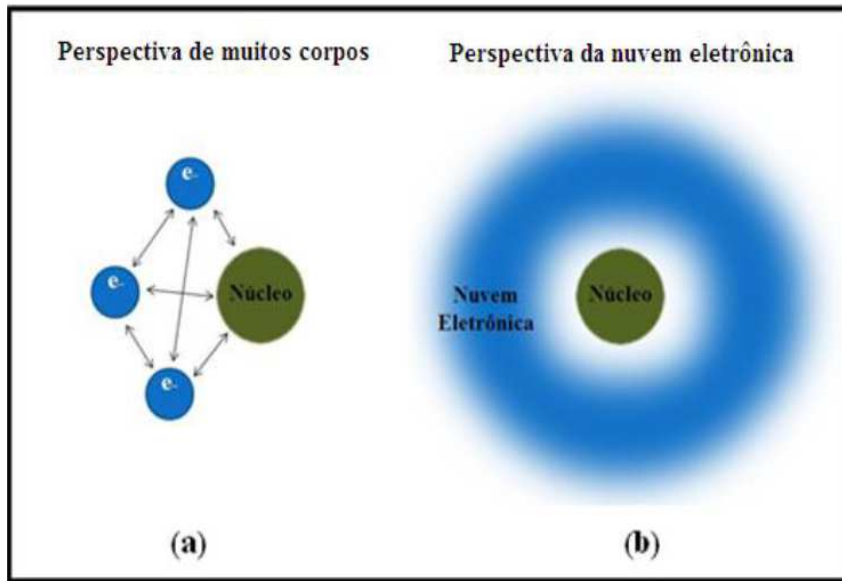 Perspectiva de muitos corpos
Perspectiva da nuvem eletrônica
e-
e-
e-
Núcleo
Nuvem
Eletrônica
Núcleo
(a)
(b)